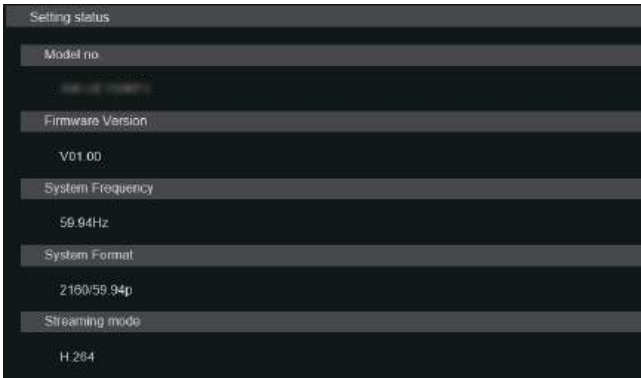 Setting status
Model no.
Firmware Version
V01.00
System Frequency
59.94Hz
System Format
2160/59.94p
Streaming mode
H.264